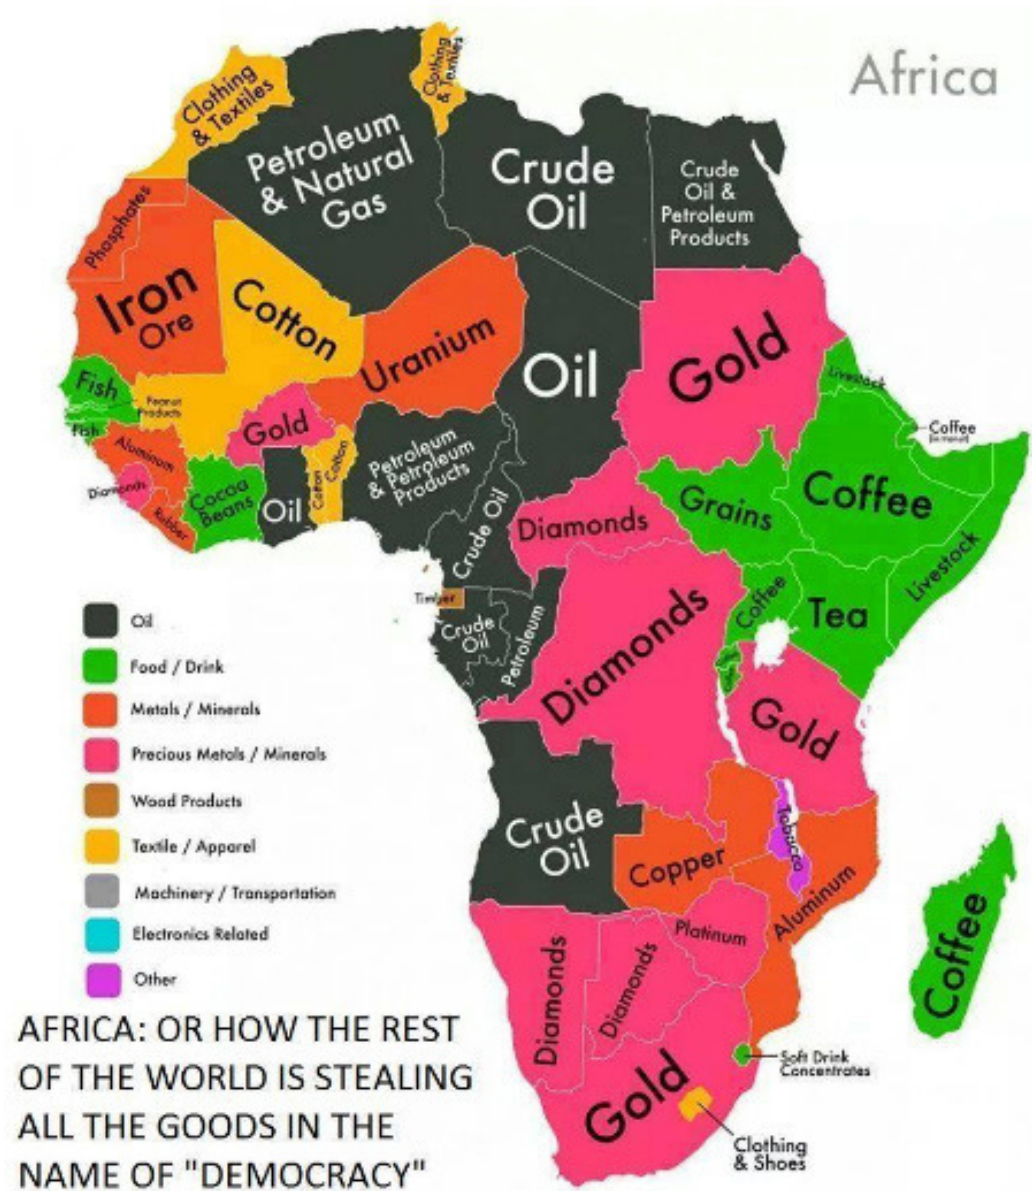 Africa
Clothing
& Textiles
Clothing
& Textiles
Petroleum
& Natural
Gas
Crude
Oil
Crude
Oil &
Petroleum
Products
Phosphates
Iron
Ore
Cotton
Uranium
Oil
Gold
Fish
Peanut
Products
Fish
Gold
Livestock
Coffee
Aluminum
Diamonds
Rubber
Cocoa
Beans
Oil
Cotton
Cotton
Petroleum
& Petroleum
Products
Crude Oil
Diamonds
Grains
Coffee
Livestock
Timber
Crude
Oil
Petroleum
Diamonds
Coffee
Tea
Gold
Oil
Food / Drink
Metals / Minerals
Precious Metals / Minerals
Wood Products
Textile / Apparel
Machinery / Transportation
Electronics Related
Other
Crude
Oil
Copper
Tobacco
Aluminum
Platinum
Diamonds
Diamonds
Coffee
Gold
Soft Drink
Concentrates
Clothing
& Shoes
AFRICA: OR HOW THE REST
OF THE WORLD IS STEALING
ALL THE GOODS IN THE
NAME OF "DEMOCRACY"